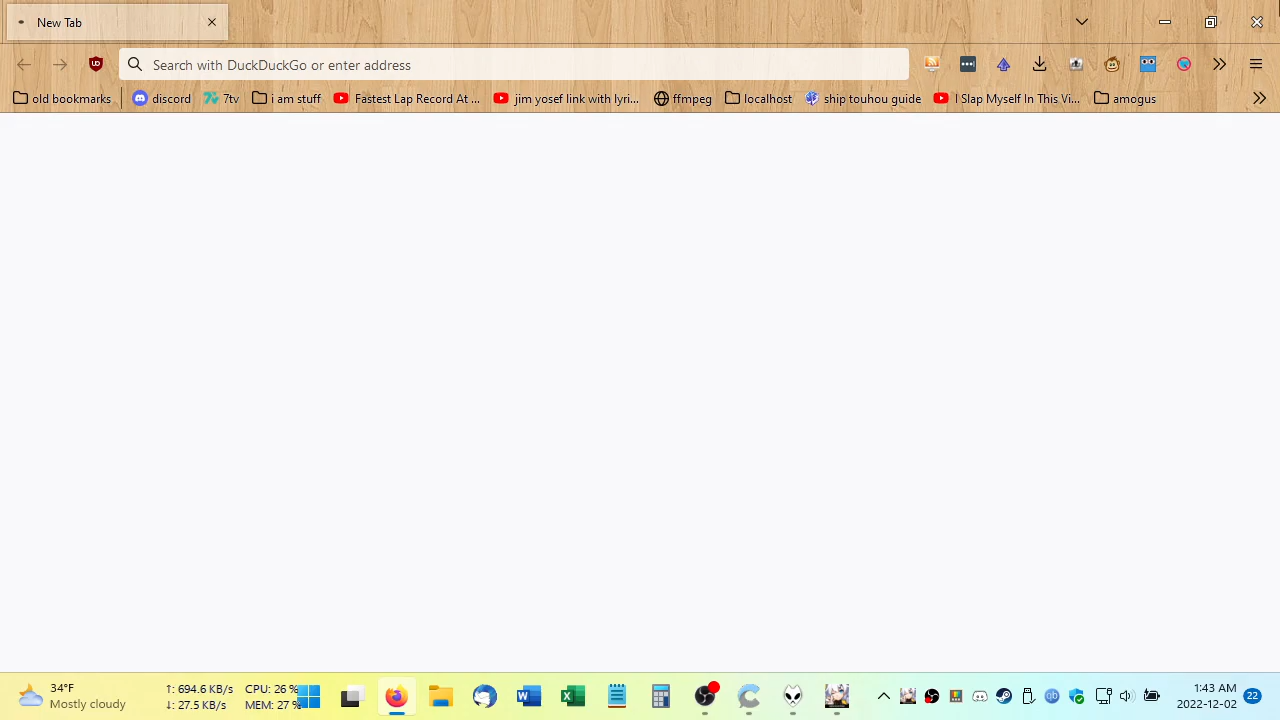 New Tab
Search with DuckDuckGo or enter address
old bookmarks discord 7tv i am stuff Fastest Lap Record At ... jim yosef link with lyri... ffmpeg localhost ship touhou guide I Slap Myself In This Vi... amogus
34°F
Mostly cloudy
↑: 694.6 KB/s CPU: 26 %
↓: 27.5 KB/s MEM: 27 %
1:43 AM
2022-12-02
22